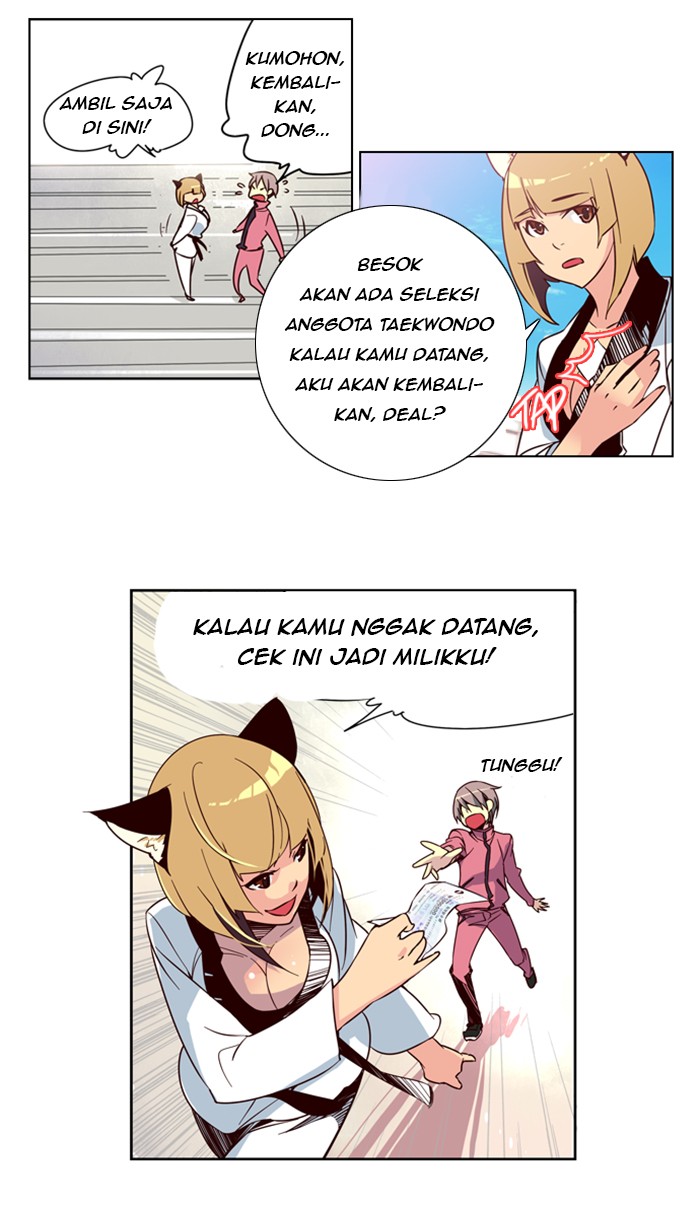 KUMOHON,
KEMBALI-
KAN,
DONG...
AMBIL SAJA
DI SINI!
BESOK
AKAN ADA SELEKSI
ANGGOTA TAEKWONDO
KALAU KAMU DATANG,
AKU AKAN KEMBALI-
KAN, DEAL?
TAP
KALAU KAMU NGGAK DATANG,
CEK INI JADI MILIKKU!
TUNGGU!